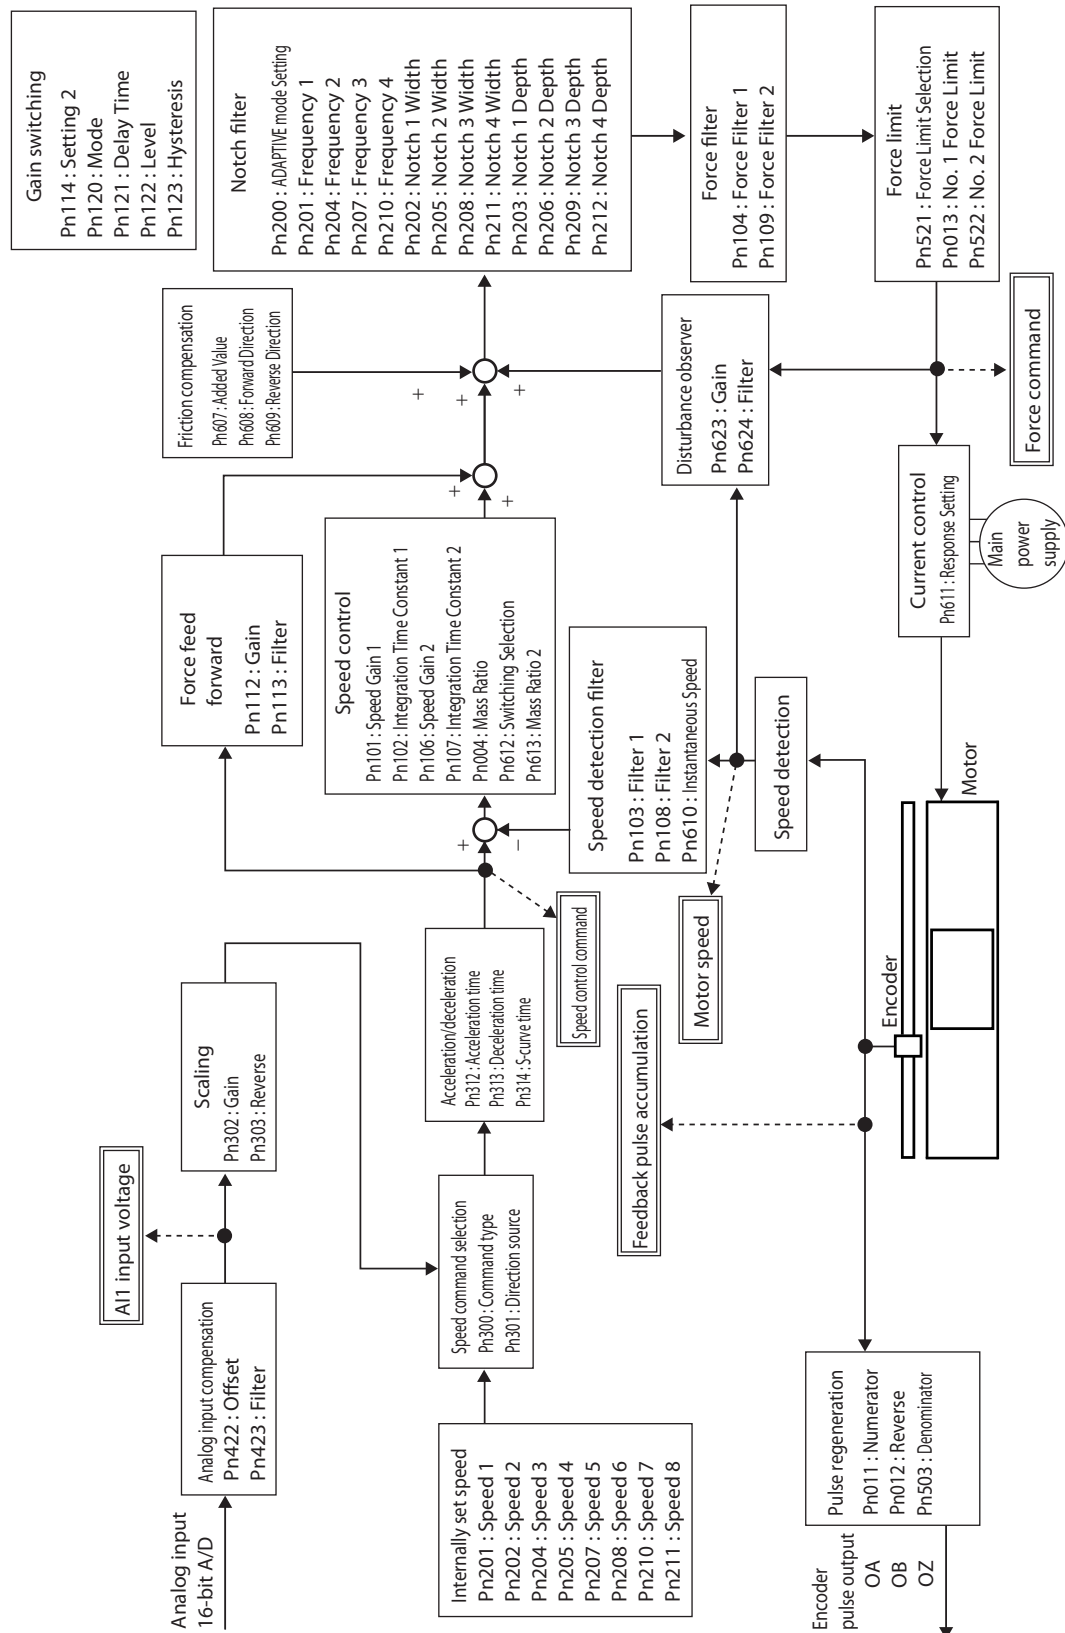 Analog input
16-bit A/D
Analog input compensation
Pn422 : Offset
Pn423 : Filter
AI1 input voltage
Scaling
Pn302 : Gain
Pn303 : Reverse
Internally set speed
Pn201 : Speed 1
Pn202 : Speed 2
Pn204 : Speed 3
Pn205 : Speed 4
Pn207 : Speed 5
Pn208 : Speed 6
Pn210 : Speed 7
Pn211 : Speed 8
Speed command selection
Pn300 : Command type
Pn301 : Direction source
Acceleration/deceleration
Pn312 : Acceleration time
Pn313 : Deceleration time
Pn314 : S-curve time
Speed control command
Force feed
forward
Pn112 : Gain
Pn113 : Filter
+
−
Speed control
Pn101 : Speed Gain 1
Pn102 : Integration Time Constant 1
Pn106 : Speed Gain 2
Pn107 : Integration Time Constant 2
Pn004 : Mass Ratio
Pn612 : Switching Selection
Pn613 : Mass Ratio 2
+
+
Friction compensation
Pn607 : Added Value
Pn608 : Forward Direction
Pn609 : Reverse Direction
+
+
+
Gain switching
Pn114 : Setting 2
Pn120 : Mode
Pn121 : Delay Time
Pn122 : Level
Pn123 : Hysteresis
Notch filter
Pn200 : ADAPTIVE mode Setting
Pn201 : Frequency 1
Pn204 : Frequency 2
Pn207 : Frequency 3
Pn210 : Frequency 4
Pn202 : Notch 1 Width
Pn205 : Notch 2 Width
Pn208 : Notch 3 Width
Pn211 : Notch 4 Width
Pn203 : Notch 1 Depth
Pn206 : Notch 2 Depth
Pn209 : Notch 3 Depth
Pn212 : Notch 4 Depth
Force filter
Pn104 : Force Filter 1
Pn109 : Force Filter 2
Force limit
Pn521 : Force Limit Selection
Pn013 : No. 1 Force Limit
Pn522 : No. 2 Force Limit
Force command
Disturbance observer
Pn623 : Gain
Pn624 : Filter
Speed detection filter
Pn103 : Filter 1
Pn108 : Filter 2
Pn610 : Instantaneous Speed
Motor speed
Speed detection
Feedback pulse accumulation
Current control
Pn611 : Response Setting
Main
power
supply
Motor
Encoder
Pulse regeneration
Pn011 : Numerator
Pn012 : Reverse
Pn503 : Denominator
Encoder
pulse output
OA
OB
OZ